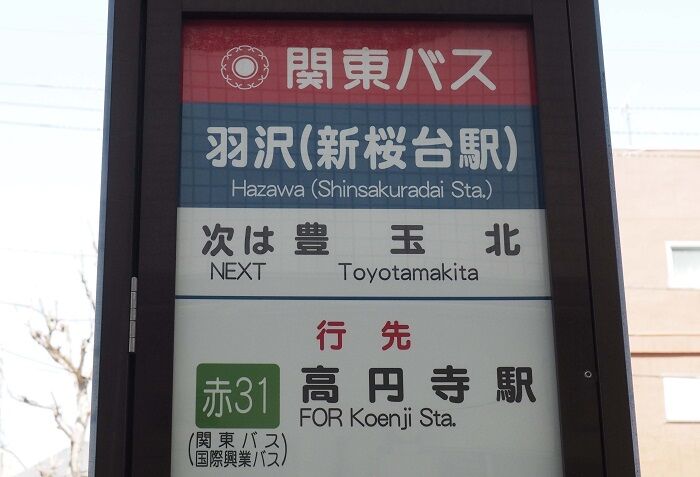 関東バス
羽沢(新桜台駅)
Hazawa (Shinsakuradai Sta.)
次は 豊玉北
NEXT Toyotamakita
行先
赤31 高円寺駅
FOR Koenji Sta.
(関東バス
国際興業バス)